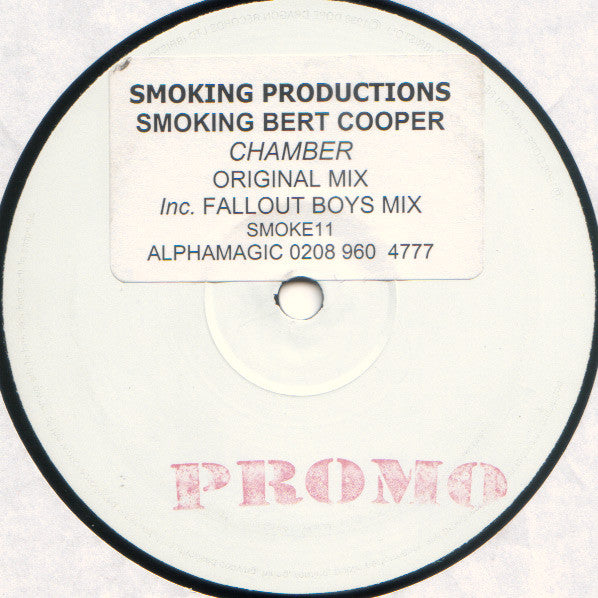 SMOKING PRODUCTIONS
SMOKING BERT COOPER
CHAMBER
ORIGINAL MIX
Inc. FALLOUT BOYS MIX
SMOKE11
ALPHAMAGIC 0208 960 4777
PROMO